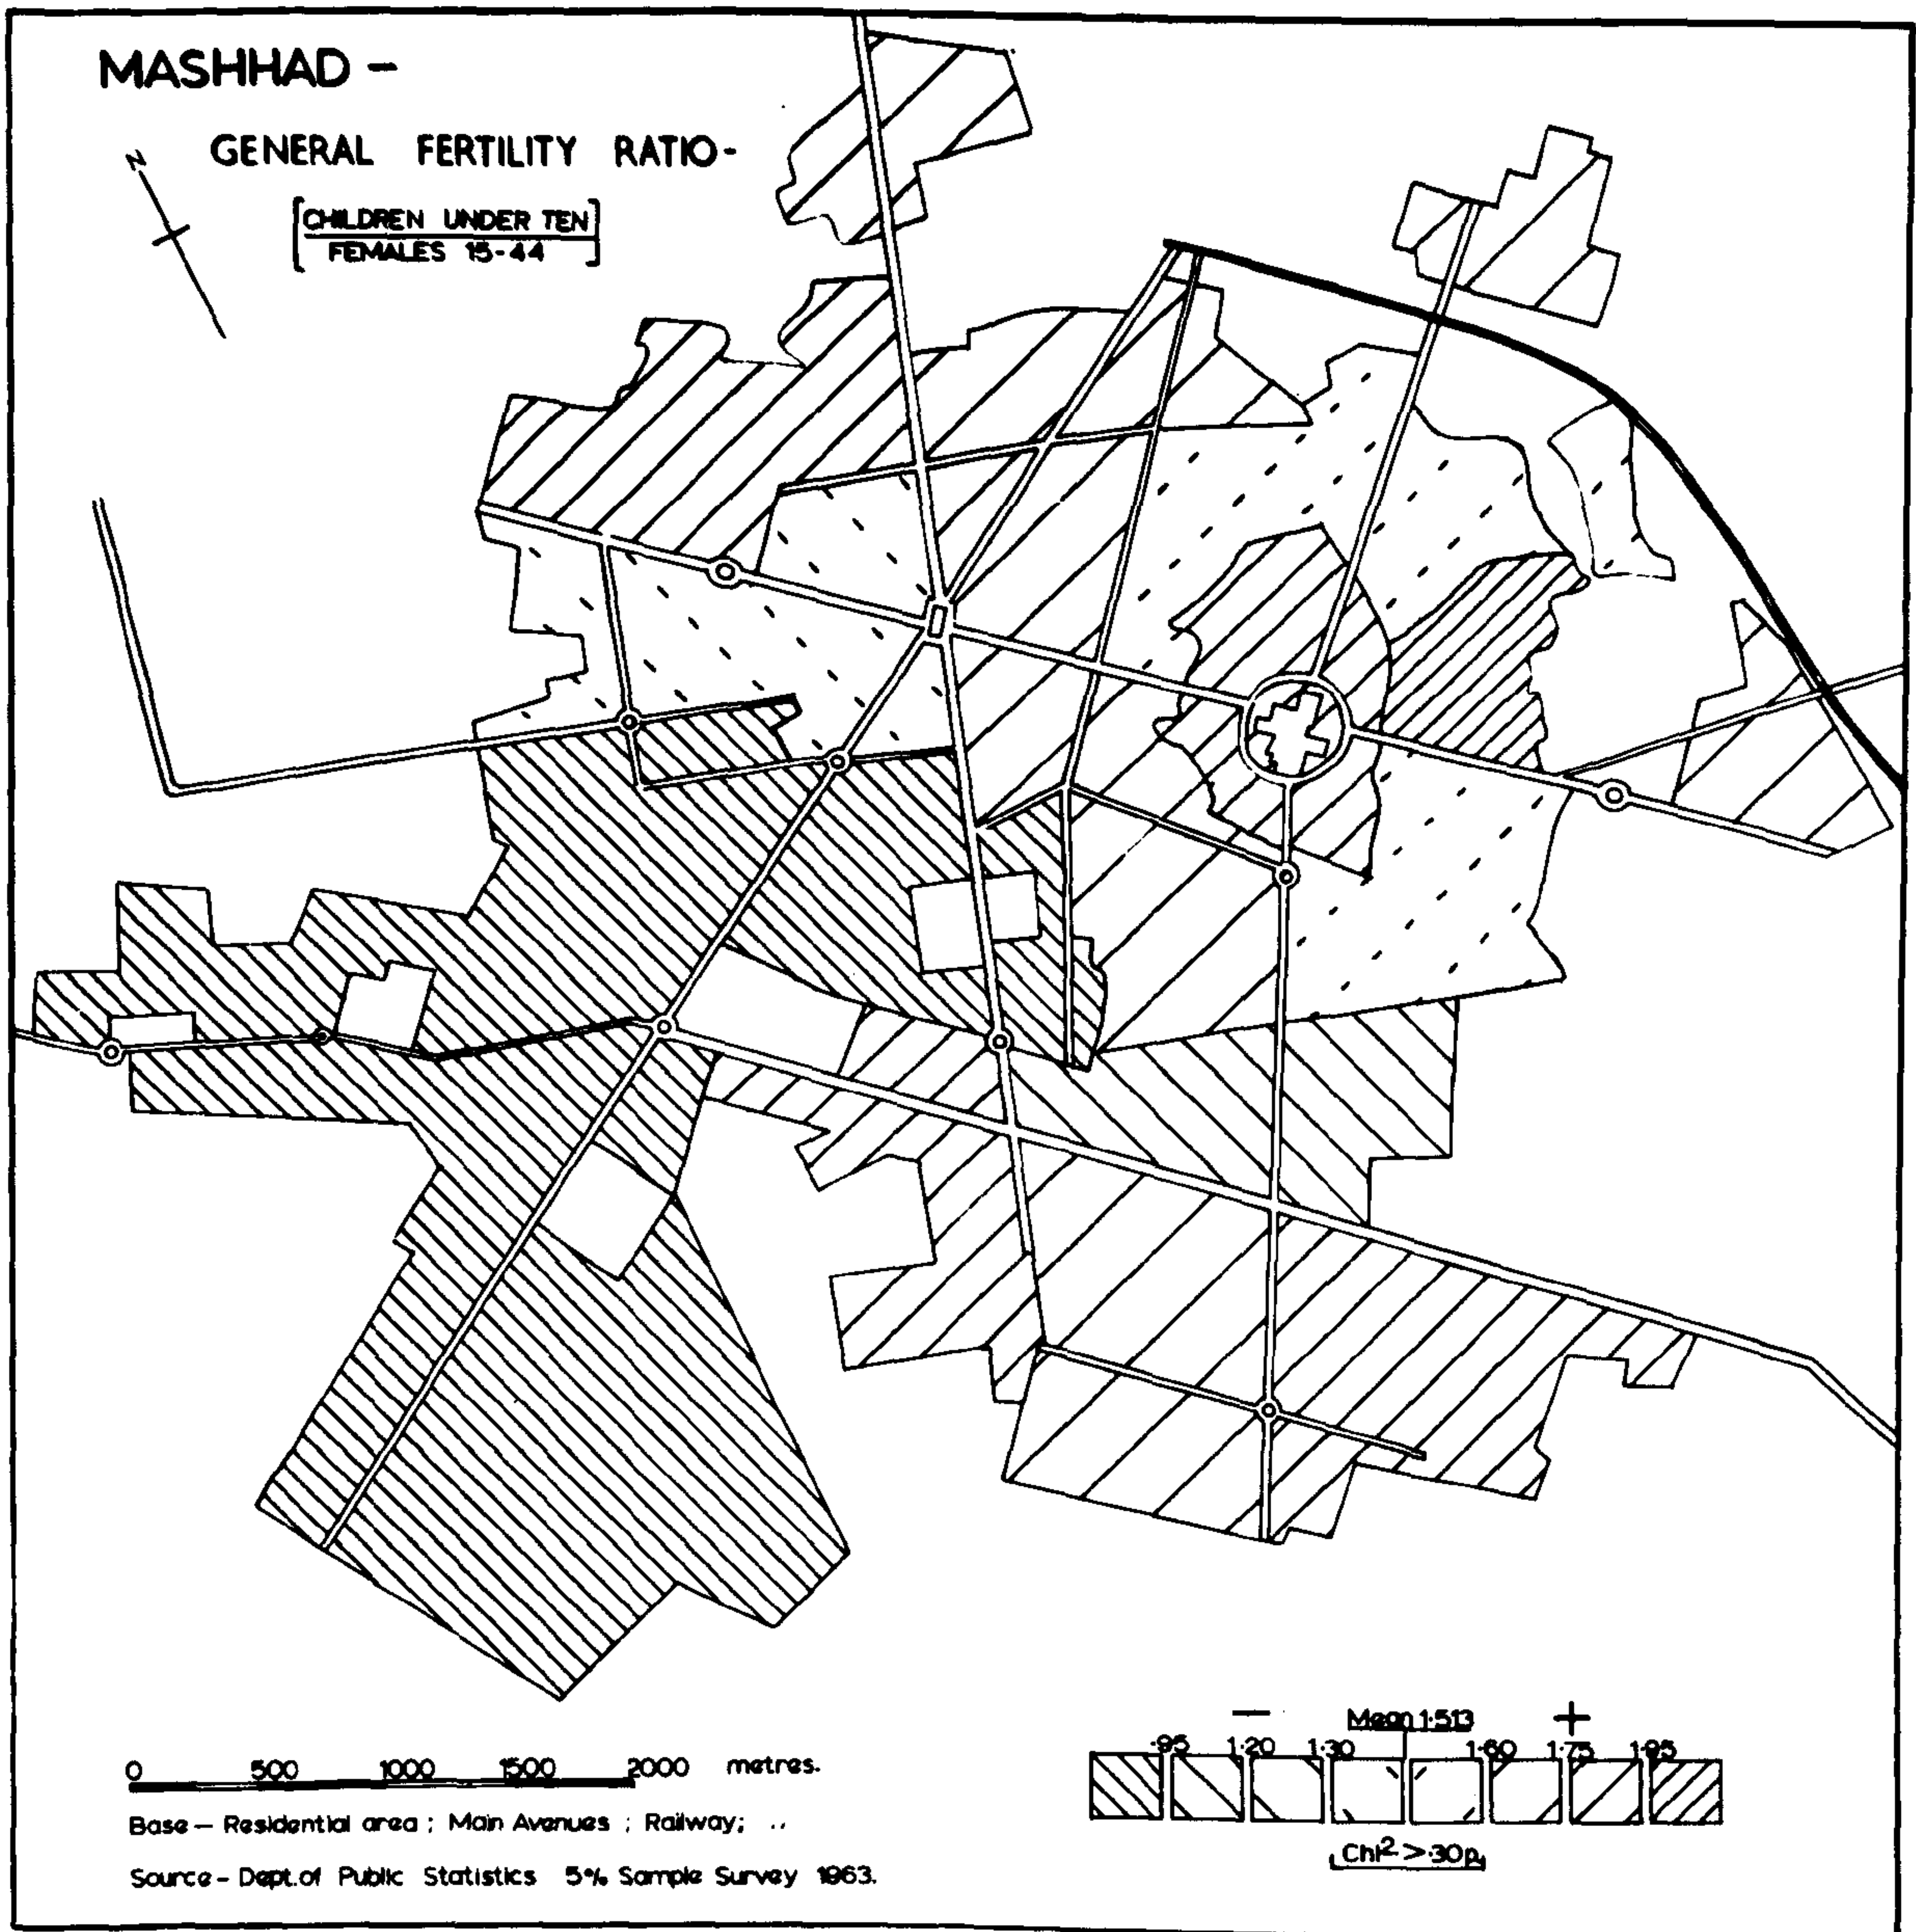 MASHHAD -
GENERAL FERTILITY RATIO-
N
[CHILDREN UNDER TEN]
FEMALES 15-44
0 500 1000 1500 2000 metres.
Base — Residential area ; Main Avenues ; Railway; ..
Source - Dept. of Public Statistics 5% Sample Survey 1963.
— Mean 1·513 +
·95 1·20 1·30 1·60 1·75 1·95
Chi² >·30p